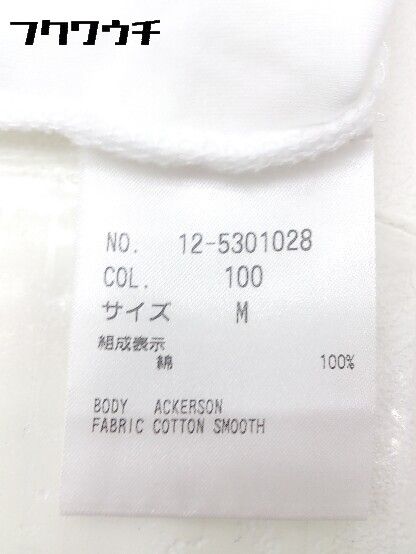 フクウウチ
NO. 12-5301028
COL. 100
サイズ M
組成表示
綿 100%
BODY ACKERSON
FABRIC COTTON SMOOTH